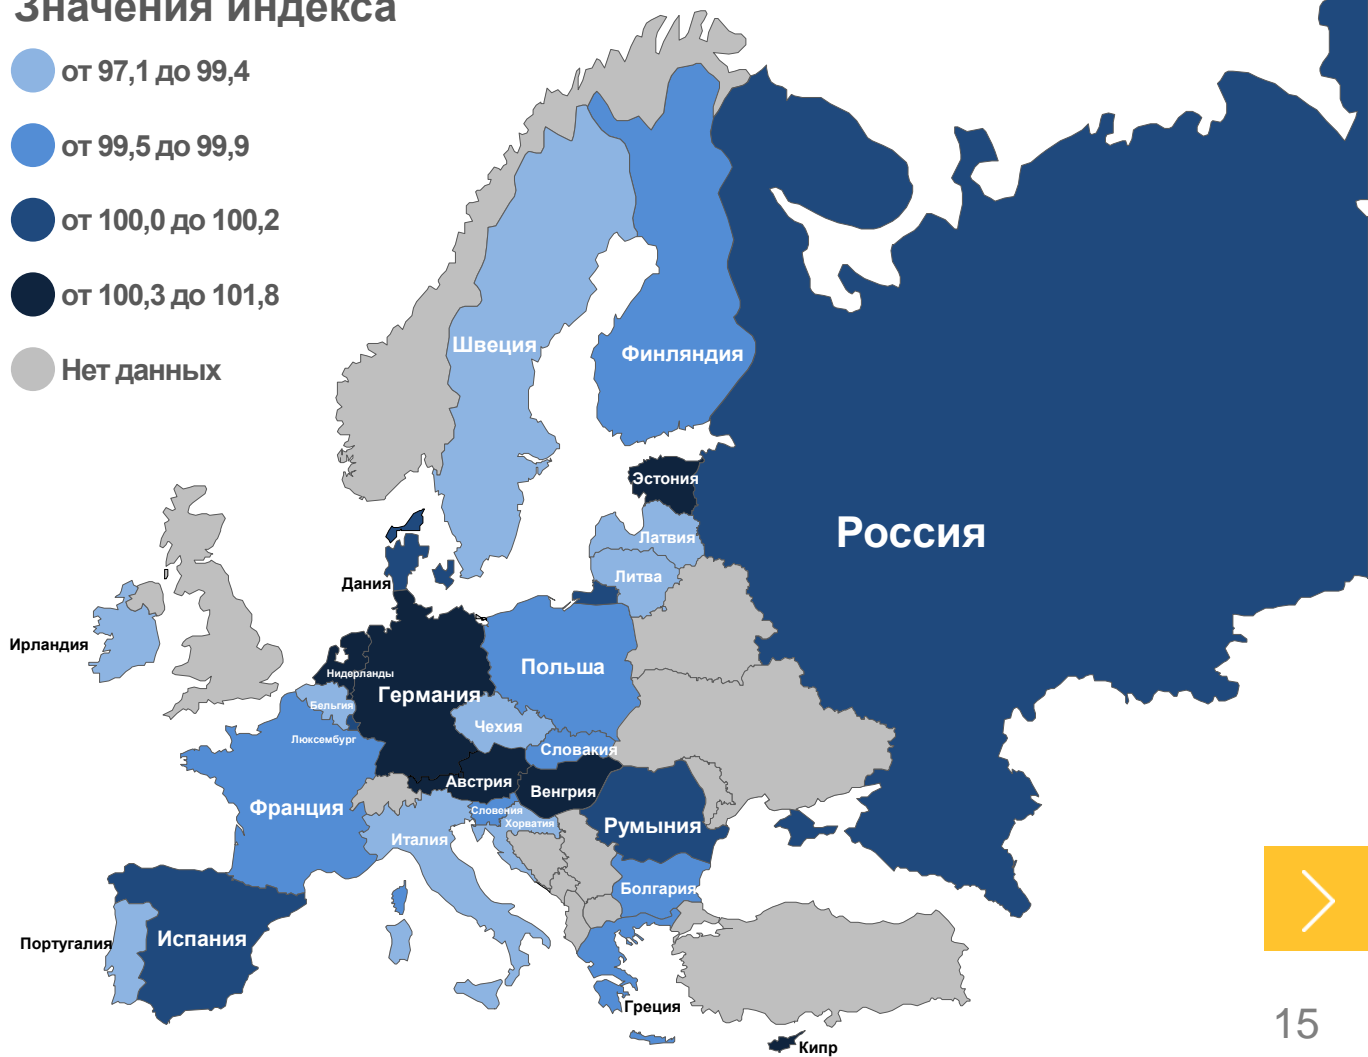 Значения индекса
от 97,1 до 99,4
от 99,5 до 99,9
от 100,0 до 100,2
от 100,3 до 101,8
Нет данных
Швеция
Финляндия
Эстония
Россия
Латвия
Литва
Дания
Ирландия
Польша
Нидерланды
Германия
Бельгия
Чехия
Люксембург
Словакия
Австрия
Венгрия
Франция
Словения
Хорватия
Румыния
Италия
Болгария
Португалия
Испания
Греция
Кипр
15